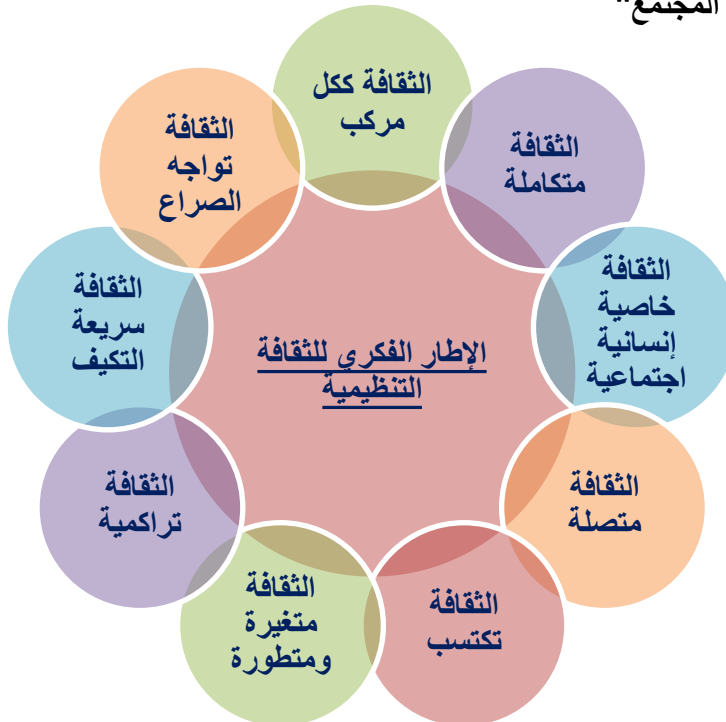 المجتمع"
الثقافة ككل
مركب
الثقافة
متكاملة
الثقافة
خاصية
إنسانية
اجتماعية
الثقافة
متصلة
الثقافة
تكتسب
الثقافة
متغيرة
ومتطورة
الثقافة
تراكمية
الثقافة
سريعة
التكيف
الثقافة
تواجه
الصراع
الإطار الفكري للثقافة
التنظيمية